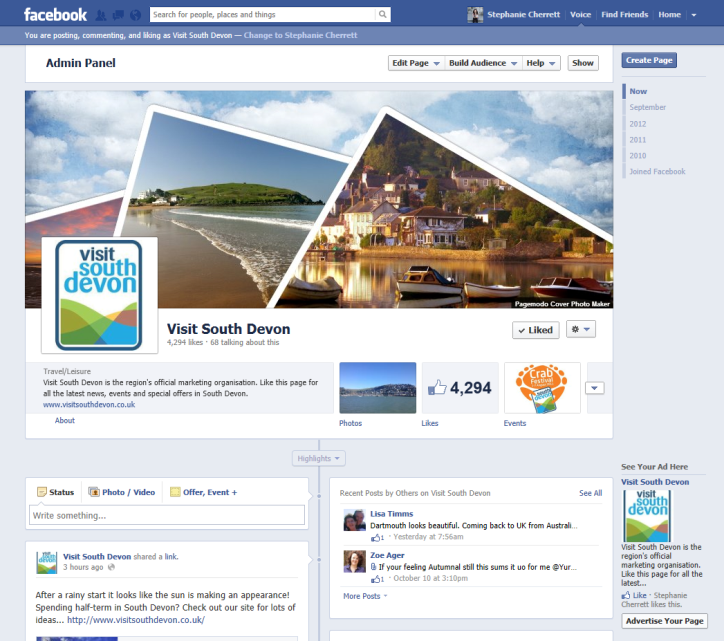 facebook
Search for people, places and things
Stephanie Cherrett
Voice
Find Friends
Home
You are posting, commenting, and liking as Visit South Devon — Change to Stephanie Cherrett
Admin Panel
Edit Page
Build Audience
Help
Show
Create Page
Now
September
2012
2011
2010
Joined Facebook
visit
south
devon
Pagemodo Cover Photo Maker
Visit South Devon
4,294 likes · 68 talking about this
Liked
Travel/Leisure
Visit South Devon is the region's official marketing organisation. Like this page for
all the latest news, events and special offers in South Devon.
www.visitsouthdevon.co.uk
About
Photos
4,294
Likes
Crab
Festival
visit
south
devon
Events
Highlights
Status
Photo / Video
Offer, Event +
Write something...
Visit South Devon shared a link.
3 hours ago
After a rainy start it looks like the sun is making an appearance!
Spending half-term in South Devon? Check out our site for lots of
ideas... http://www.visitsouthdevon.co.uk/
Recent Posts by Others on Visit South Devon
See All
Lisa Timms
Dartmouth looks beautiful. Coming back to UK from Australi...
1 · Yesterday at 7:56am
Zoe Ager
If your feeling Autumnal still this sums it uo for me @Yur...
1 · October 10 at 3:10pm
More Posts
See Your Ad Here
Visit South Devon
visit
south
devon
Visit South Devon is the
region's official
marketing organisation.
Like this page for all the
latest...
Like · Stephanie
Cherrett likes this.
Advertise Your Page